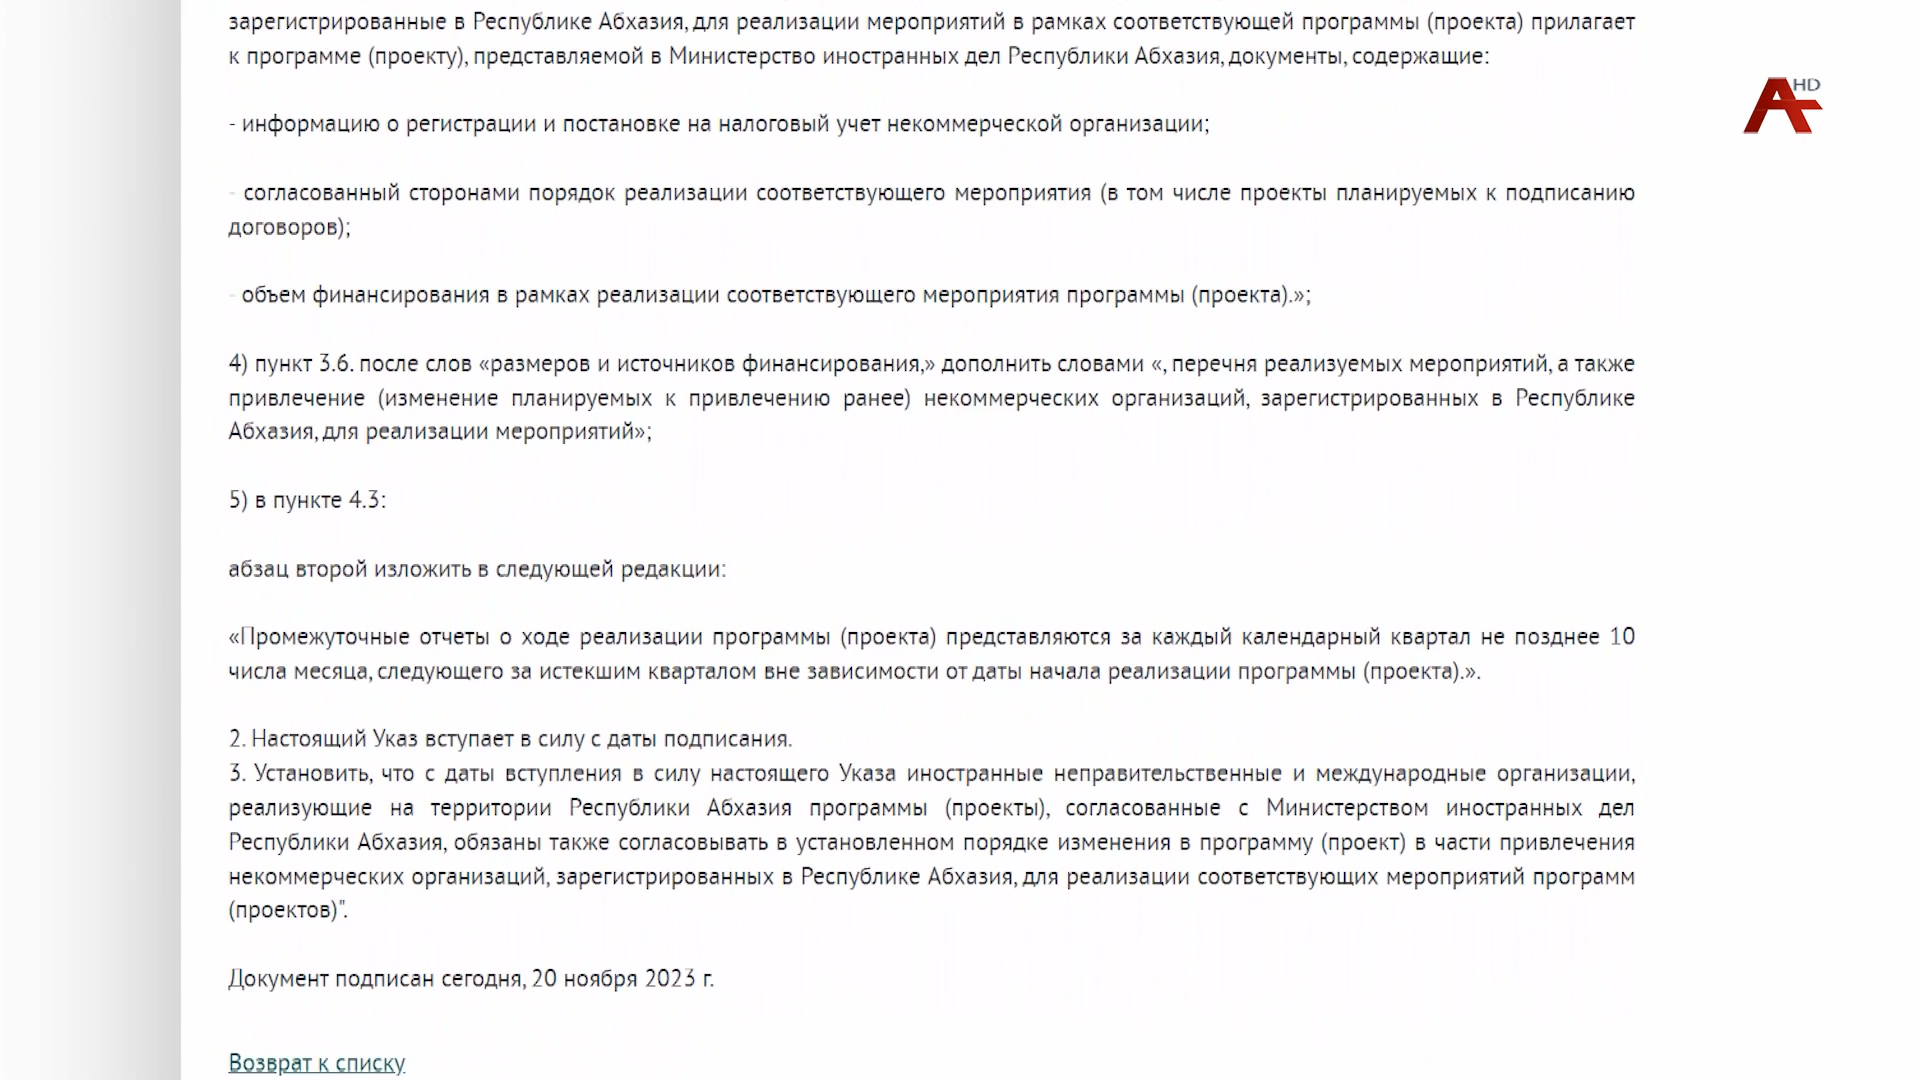 зарегистрированные в Республике Абхазия, для реализации мероприятий в рамках соответствующей программы (проекта) прилагает
к программе (проекту), представляемой в Министерство иностранных дел Республики Абхазия, документы, содержащие:
HD
- информацию о регистрации и постановке на налоговый учет некоммерческой организации;
- согласованный сторонами порядок реализации соответствующего мероприятия (в том числе проекты планируемых к подписанию
договоров);
- объем финансирования в рамках реализации соответствующего мероприятия программы (проекта).»;
4) пункт 3.6. после слов «размеров и источников финансирования,» дополнить словами «, перечня реализуемых мероприятий, а также
привлечение (изменение планируемых к привлечению ранее) некоммерческих организаций, зарегистрированных в Республике
Абхазия, для реализации мероприятий»;
5) в пункте 4.3:
абзац второй изложить в следующей редакции:
«Промежуточные отчеты о ходе реализации программы (проекта) представляются за каждый календарный квартал не позднее 10
числа месяца, следующего за истекшим кварталом вне зависимости от даты начала реализации программы (проекта).».
2. Настоящий Указ вступает в силу с даты подписания.
3. Установить, что с даты вступления в силу настоящего Указа иностранные неправительственные и международные организации,
реализующие на территории Республики Абхазия программы (проекты), согласованные с Министерством иностранных дел
Республики Абхазия, обязаны также согласовывать в установленном порядке изменения в программу (проект) в части привлечения
некоммерческих организаций, зарегистрированных в Республике Абхазия, для реализации соответствующих мероприятий программ
(проектов)".
Документ подписан сегодня, 20 ноября 2023 г.
Возврат к списку